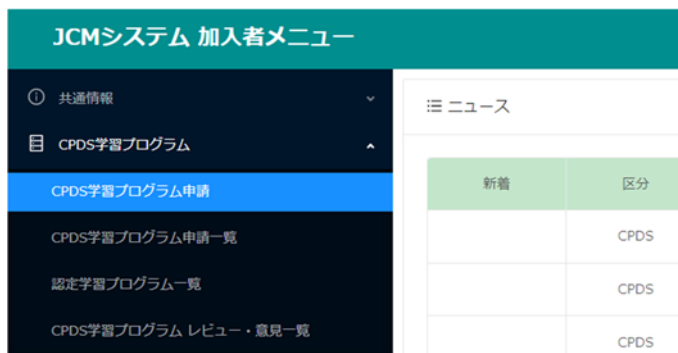 JCMシステム 加入者メニュー
共通情報
CPDS学習プログラム
CPDS学習プログラム申請
CPDS学習プログラム申請一覧
認定学習プログラム一覧
CPDS学習プログラム レビュー・意見一覧
ニュース
新着 区分
CPDS
CPDS
CPDS